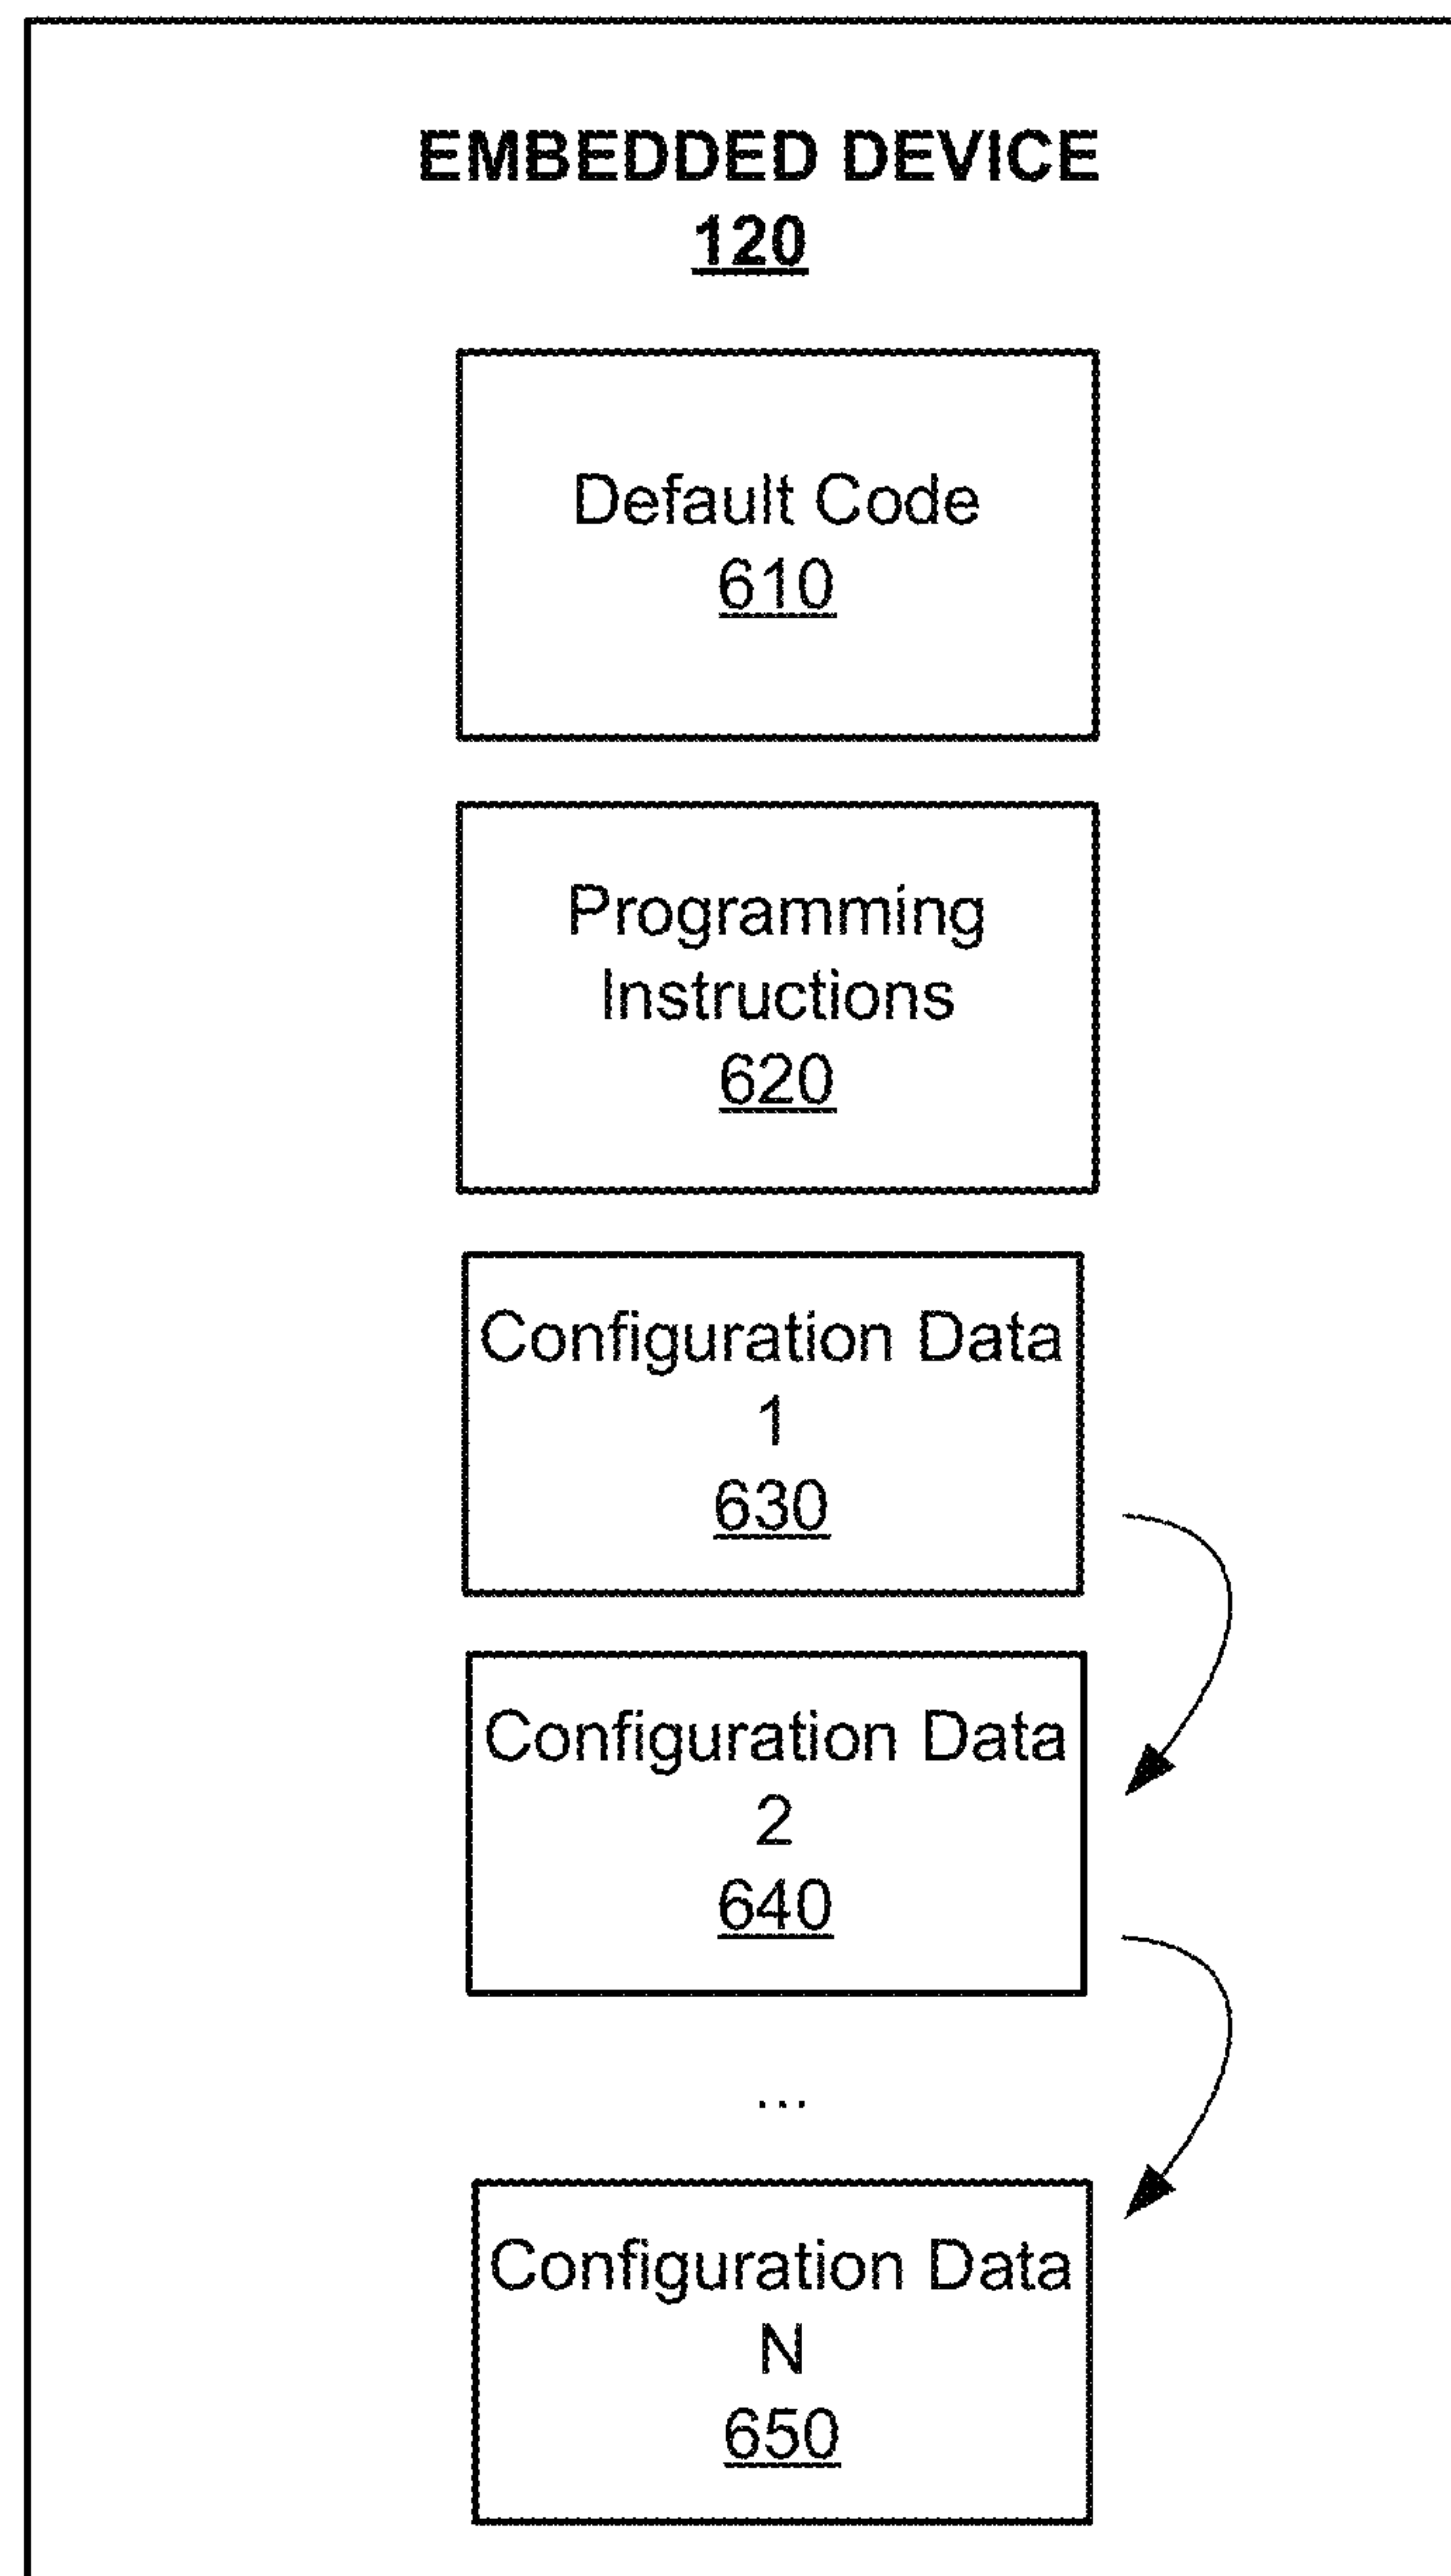 EMBEDDED DEVICE
120
Default Code
610
Programming
Instructions
620
Configuration Data
1
630
Configuration Data
2
640
...
Configuration Data
N
650